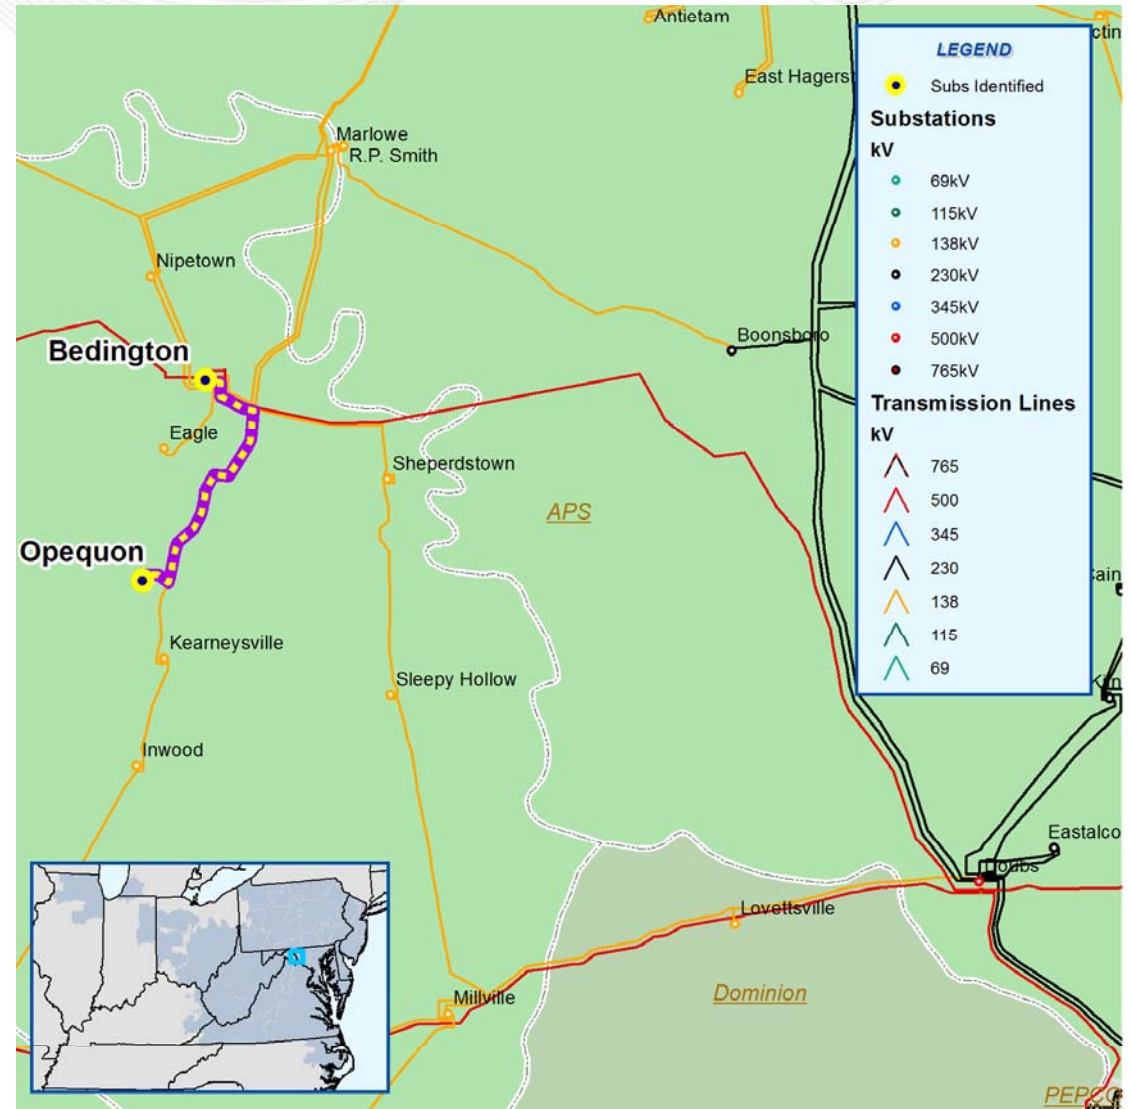 Antietam
East Hagerst
ctin
Marlowe
R.P. Smith
Nipetown
Bedington
Boonsboro
Eagle
Sheperdstown
APS
Opequon
Kearneysville
Sleepy Hollow
Inwood
Eastalco
Doubs
Lovettsville
Dominion
Millville
PEPCO
LEGEND
Subs Identified
Substations
kV
69kV
115kV
138kV
230kV
345kV
500kV
765kV
Transmission Lines
kV
765
500
345
230
138
115
69